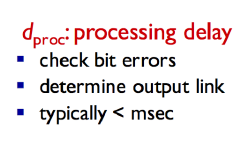 dproc: processing delay
▪ check bit errors
▪ determine output link
▪ typically < msec